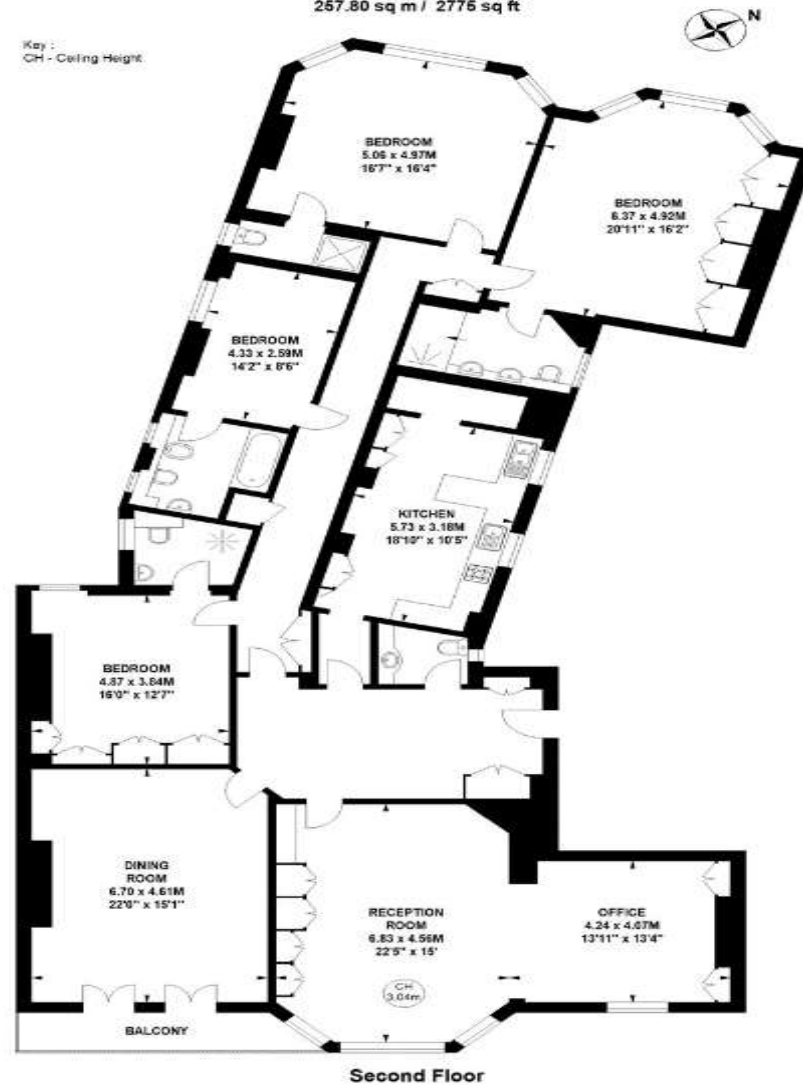 257.80 sq m / 2775 sq ft
N
Key :
CH - Ceiling Height
BEDROOM
5.06 x 4.97M
16'7" x 16'4"
BEDROOM
6.37 x 4.92M
20'11" x 16'2"
BEDROOM
4.33 x 2.59M
14'2" x 8'6"
KITCHEN
5.73 x 3.18M
18'10" x 10'5"
BEDROOM
4.87 x 3.84M
16'0" x 12'7"
DINING
ROOM
6.70 x 4.61M
22'0" x 15'1"
RECEPTION
ROOM
6.83 x 4.56M
22'5" x 15'
CH
3.04m
OFFICE
4.24 x 4.07M
13'11" x 13'4"
BALCONY
Second Floor